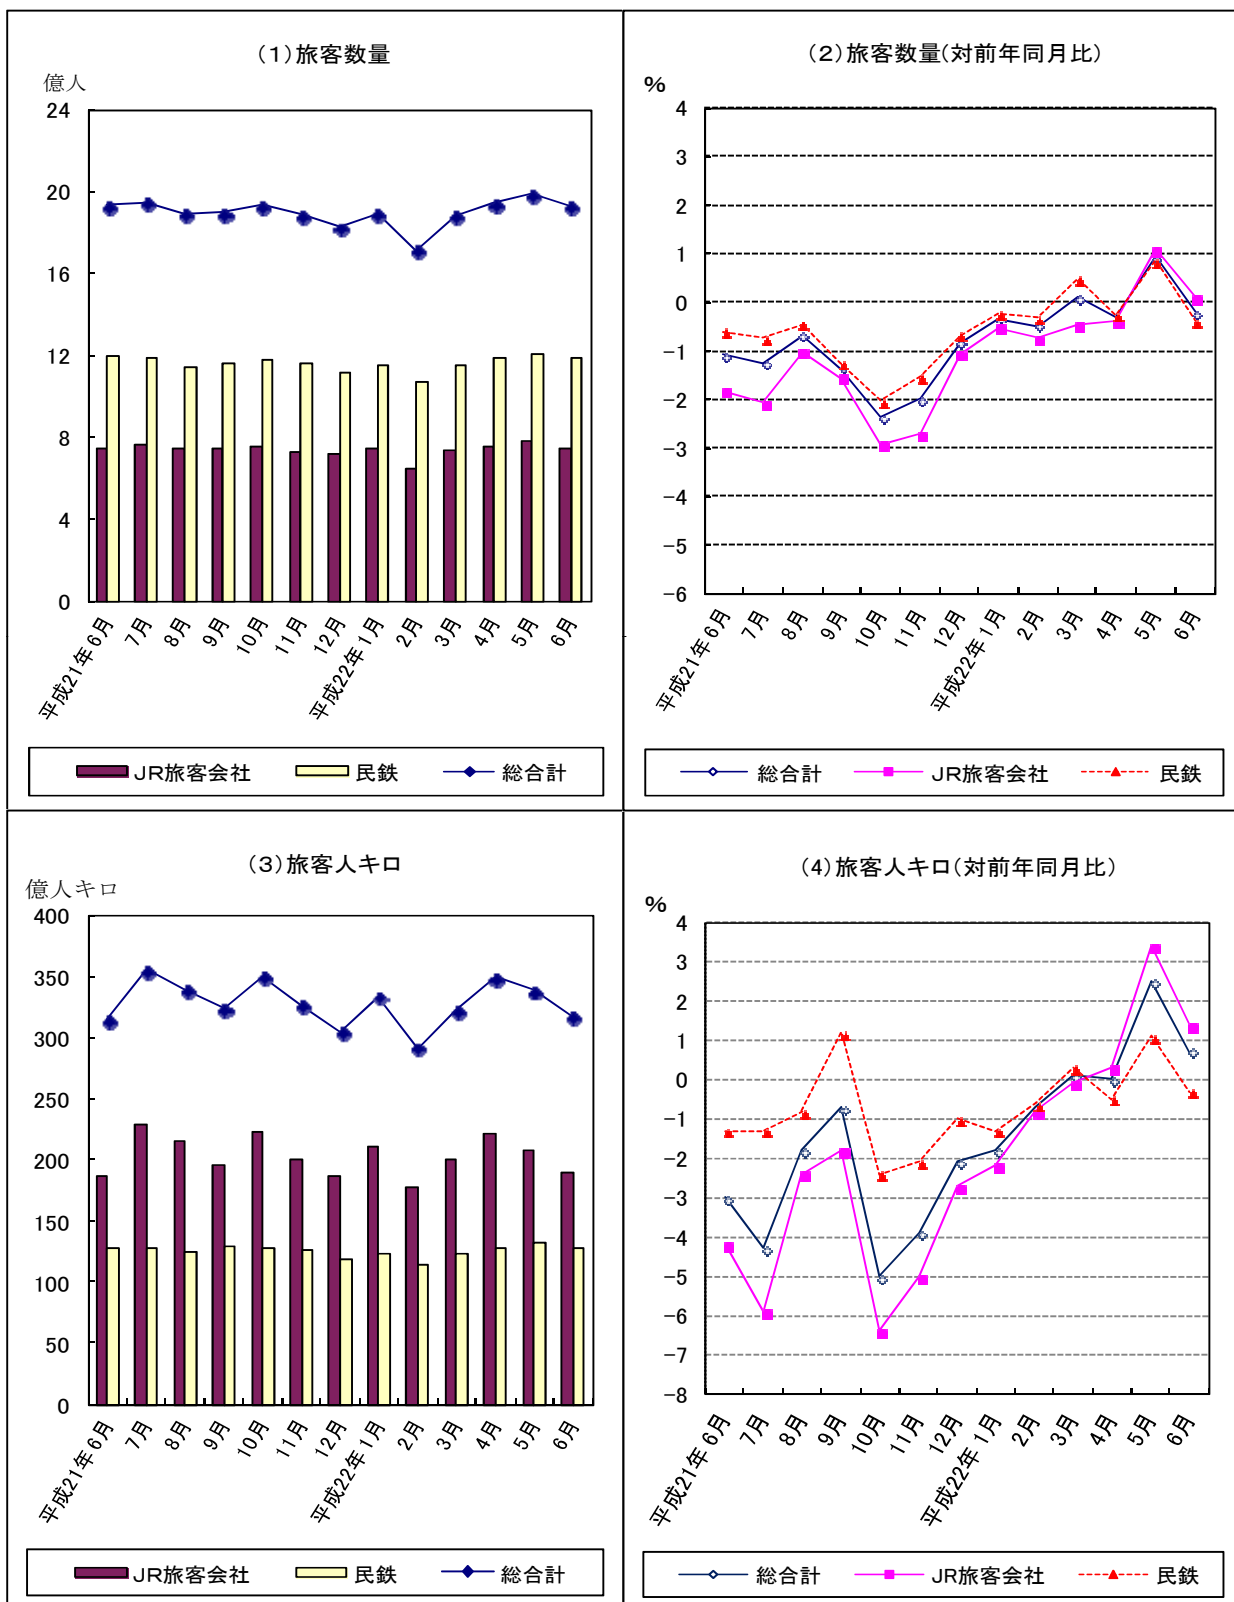 （１）旅客数量
億人
24
20
16
12
8
4
0
平成21年 6月
7月
8月
9月
10月
11月
12月
平成22年 1月
2月
3月
4月
5月
6月
ＪＲ旅客会社
民鉄
総合計
（２）旅客数量(対前年同月比)
％
4
3
2
1
0
−1
−2
−3
−4
−5
−6
平成21年 6月
7月
8月
9月
10月
11月
12月
平成22年 1月
2月
3月
4月
5月
6月
総合計
ＪＲ旅客会社
民鉄
（３）旅客人キロ
億人キロ
400
350
300
250
200
150
100
50
0
平成21年 6月
7月
8月
9月
10月
11月
12月
平成22年 1月
2月
3月
4月
5月
6月
ＪＲ旅客会社
民鉄
総合計
（４）旅客人キロ(対前年同月比)
％
4
3
2
1
0
−1
−2
−3
−4
−5
−6
−7
−8
平成21年 6月
7月
8月
9月
10月
11月
12月
平成22年 1月
2月
3月
4月
5月
6月
総合計
ＪＲ旅客会社
民鉄